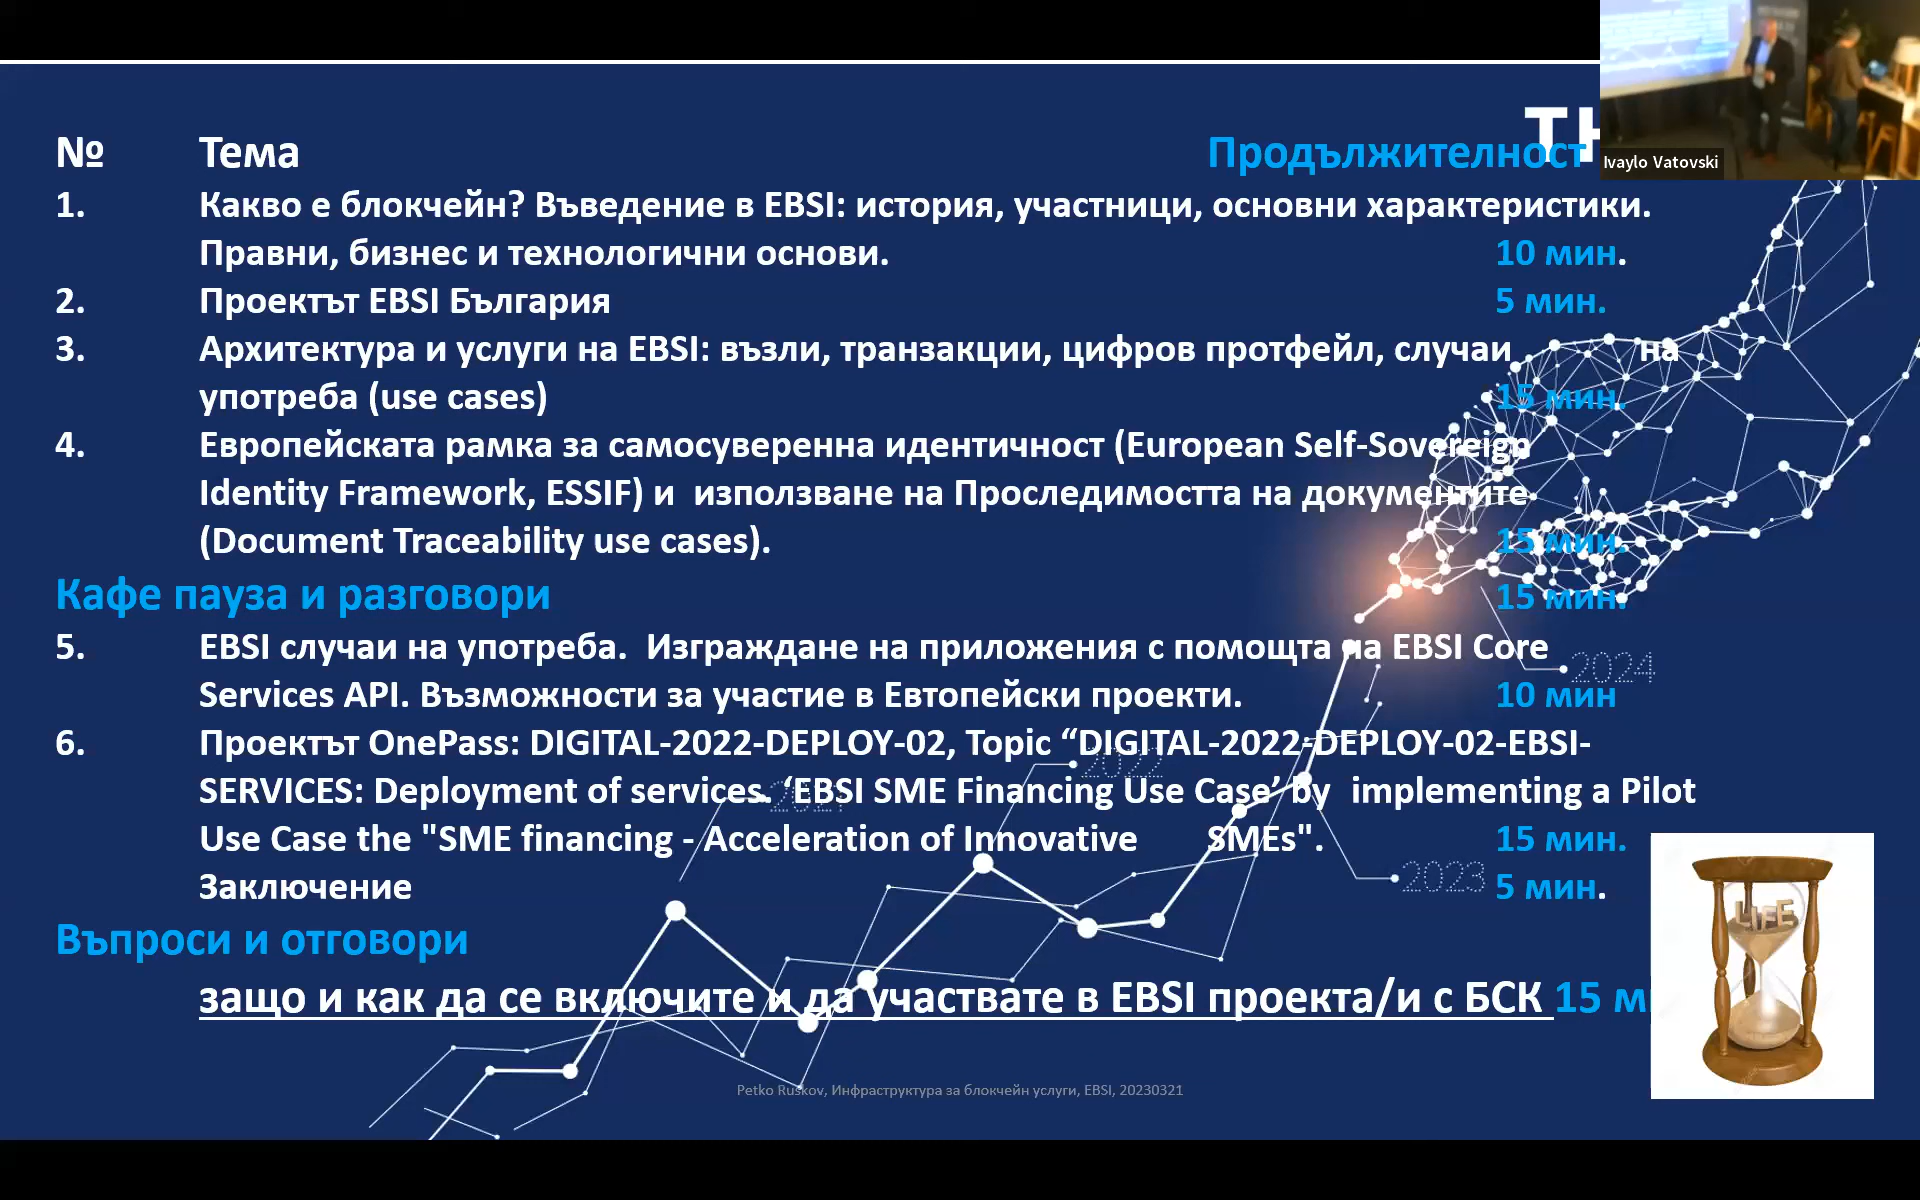 тн
№ Тема Продължителност
Ivaylo Vatovski
1. Какво е блокчейн? Въведение в EBSI: история, участници, основни характеристики.
Правни, бизнес и технологични основи. 10 мин.
2. Проектът EBSI България 5 мин.
3. Архитектура и услуги на EBSI: възли, транзакции, цифров протфейл, случаи на
употреба (use cases) 15 мин.
4. Европейската рамка за самосуверенна идентичност (European Self-Sovereign
Identity Framework, ESSIF) и използване на Проследимостта на документите
(Document Traceability use cases). 15 мин.
Кафе пауза и разговори 15 мин.
5. EBSI случаи на употреба. Изграждане на приложения с помощта на EBSI Core
2024
Services API. Възможности за участие в Евтопейски проекти. 10 мин
6. Проектът OnePass: DIGITAL-2022-DEPLOY-02, Topic “DIGITAL-2022-DEPLOY-02-EBSI-
2022
SERVICES: Deployment of services. ‘EBSI SME Financing Use Case’ by implementing a Pilot
2021
Use Case the "SME financing - Acceleration of Innovative SMEs". 15 мин.
2023
Заключение 5 мин.
LIFE
Въпроси и отговори
защо и как да се включите и да участвате в EBSI проекта/и с БСК 15
Petko Ruskov, Инфраструктура за блокчейн услуги, EBSI, 20230321